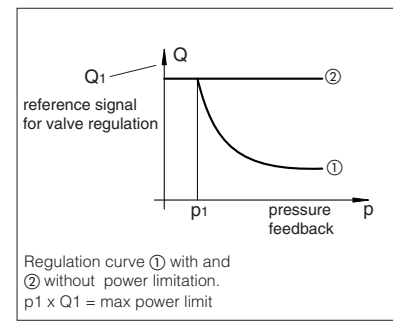 Q
Q1
②
reference signal
for valve regulation
①
p1
pressure
feedback
p
Regulation curve ① with and
② without power limitation.
p1 x Q1 = max power limit